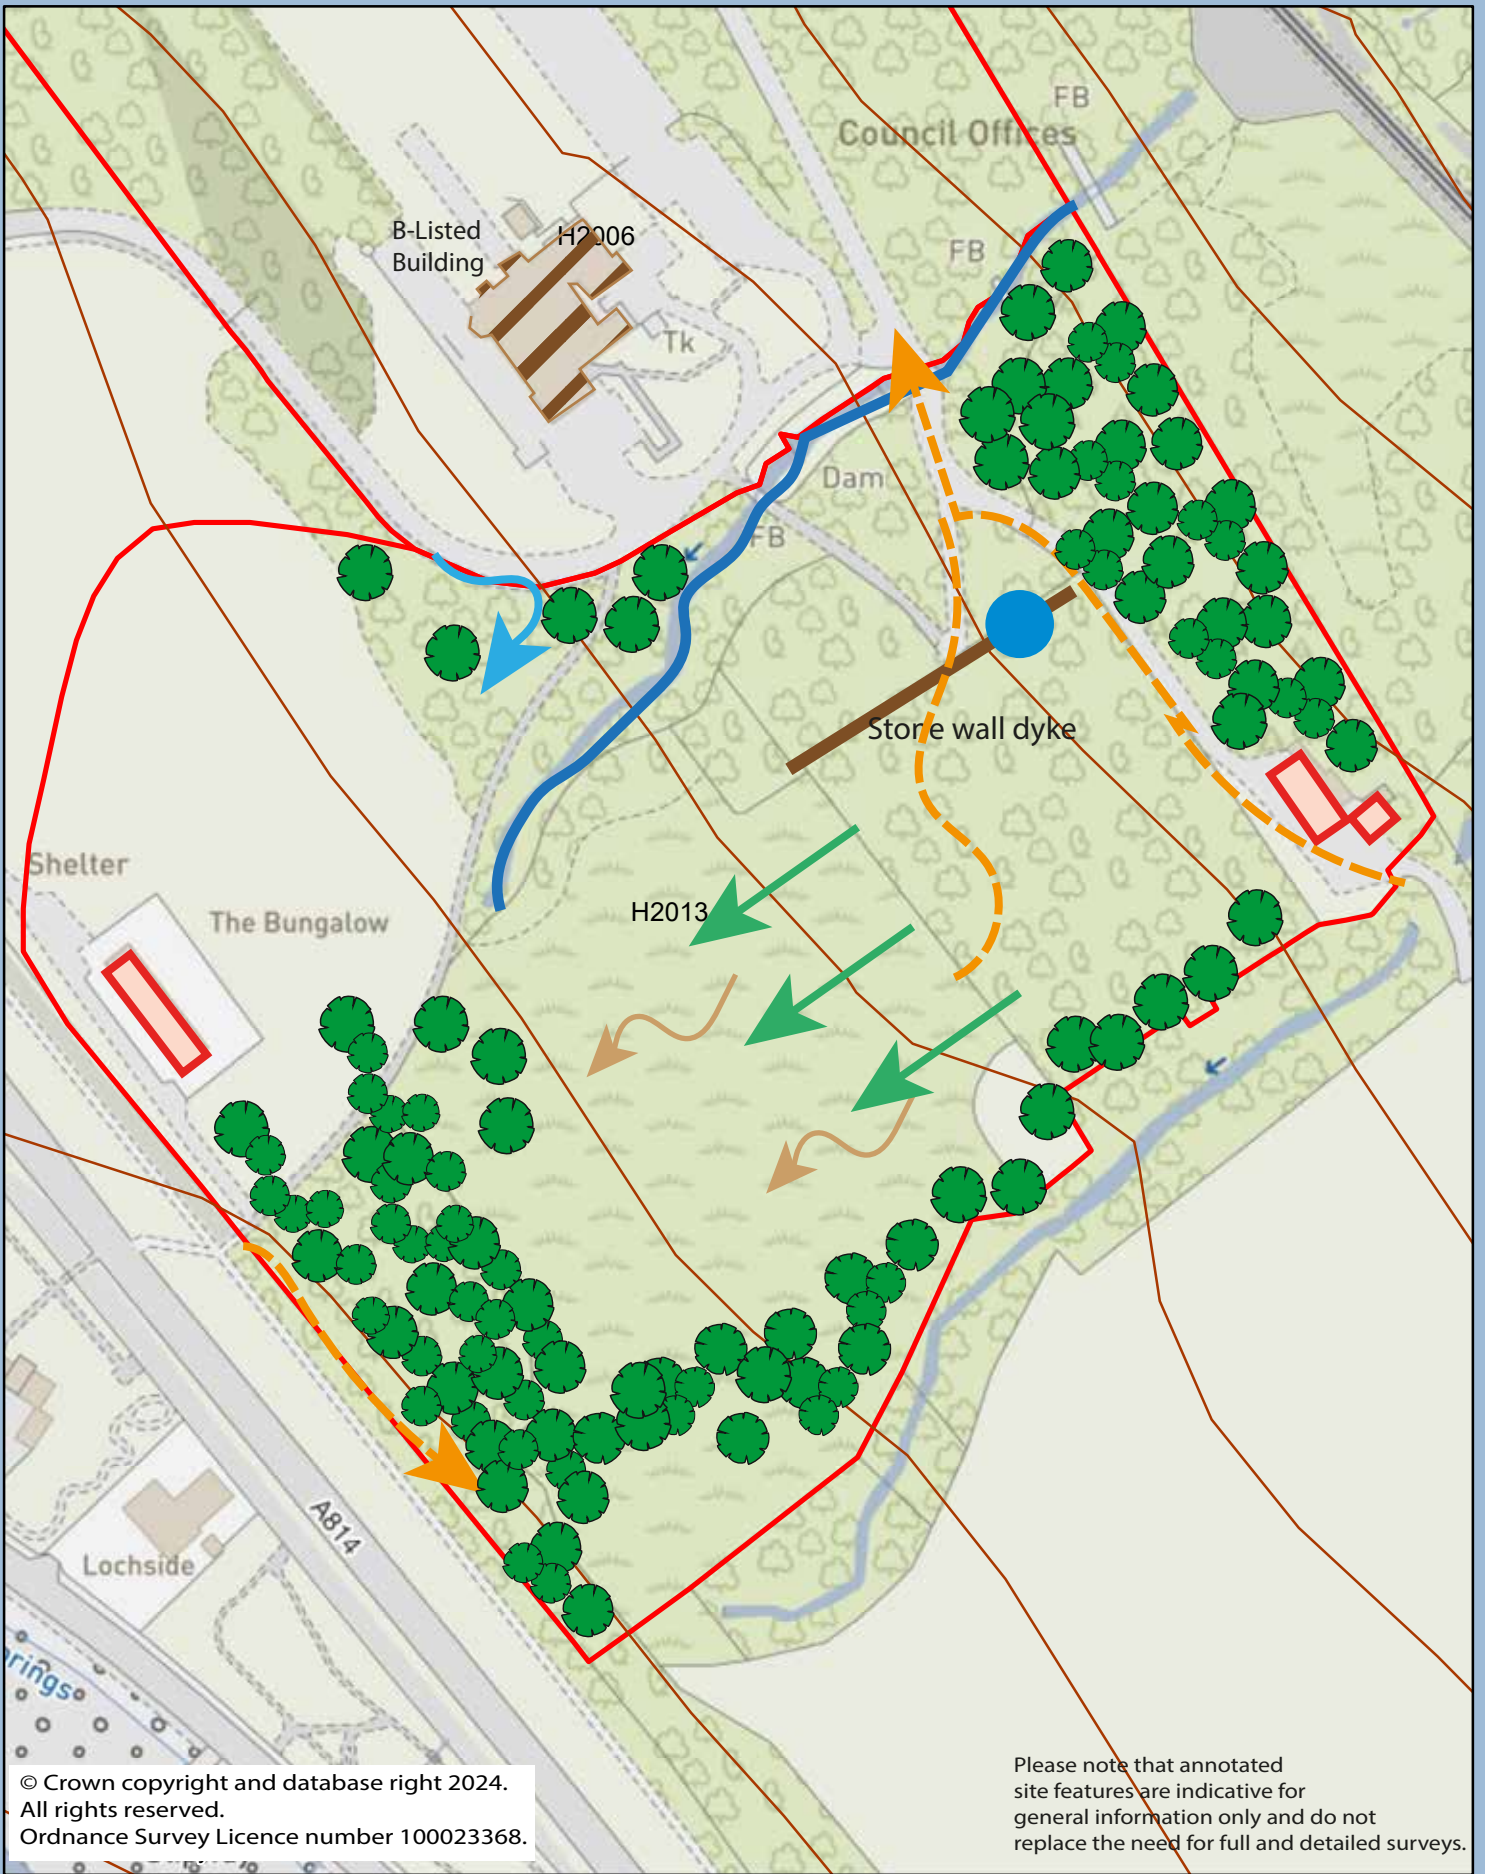 FB
Council Offices
B-Listed
Building
H2006
FB
Tk
Dam
FB
Stone wall dyke
Shelter
H2013
The Bungalow
A814
Lochside
© Crown copyright and database right 2024.
All rights reserved.
Ordnance Survey Licence number 100023368.
Please note that annotated
site features are indicative for
general information only and do not
replace the need for full and detailed surveys.